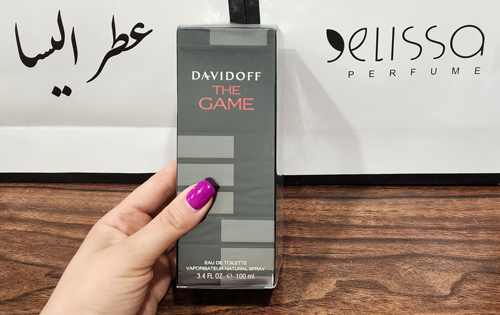 عطر اليسا
elissa
PERFUME
DAVIDOFF
THE
GAME
EAU DE TOILETTE
VAPORISATEUR NATURAL SPRAY
3.4 FL OZ ℮ 100 ml